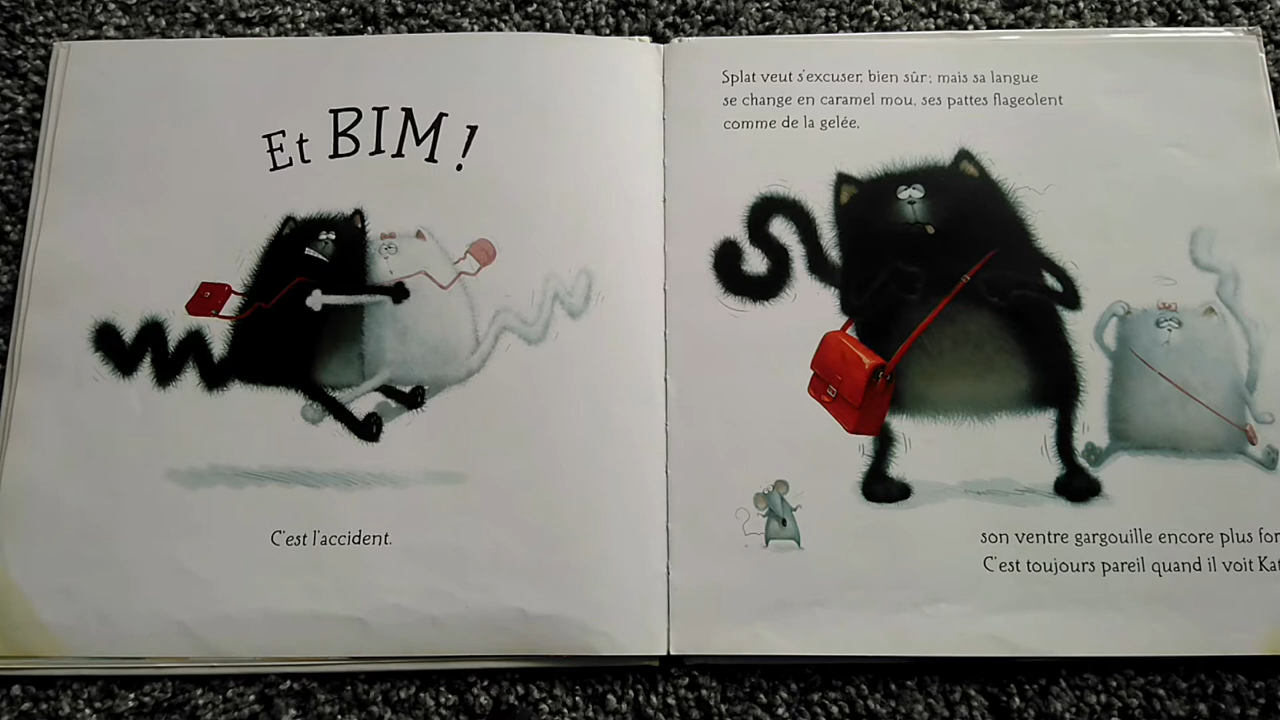 Et BIM !
C'est l'accident.
Splat veut s'excuser, bien sûr ; mais sa langue
se change en caramel mou, ses pattes flageolent
comme de la gelée,
son ventre gargouille encore plus
C'est toujours pareil quand il voit